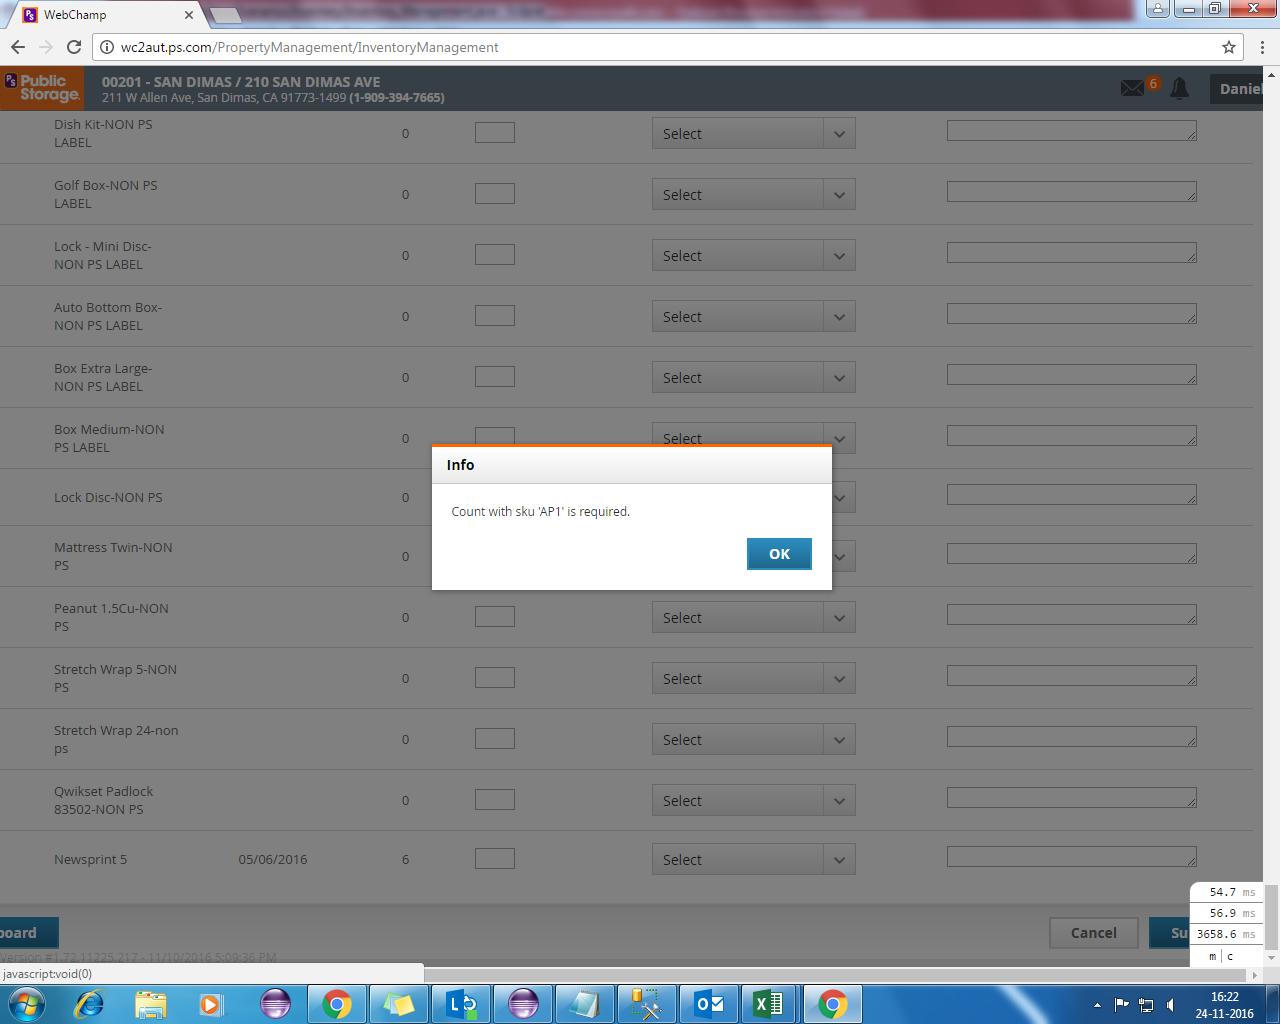 WebChamp
wc2aut.ps.com/PropertyManagement/InventoryManagement
PS Public
Storage.
00201 - SAN DIMAS / 210 SAN DIMAS AVE
211 W Allen Ave, San Dimas, CA 91773-1499 (1-909-394-7665)
6
Daniel
Dish Kit-NON PS
LABEL
0
Select
Golf Box-NON PS
LABEL
0
Select
Lock - Mini Disc-
NON PS LABEL
0
Select
Auto Bottom Box-
NON PS LABEL
0
Select
Box Extra Large-
NON PS LABEL
0
Select
Box Medium-NON
PS LABEL
0
Select
Lock Disc-NON PS
0
Mattress Twin-NON
PS
0
Info
Count with sku 'AP1' is required.
OK
Peanut 1.5Cu-NON
PS
0
Select
Stretch Wrap 5-NON
PS
0
Select
Stretch Wrap 24-non
ps
0
Select
Qwikset Padlock
83502-NON PS
0
Select
Newsprint 5
05/06/2016
6
Select
54.7 ms
56.9 ms
3658.6 ms
m | c
board
Cancel
Su
Version #1.72.11225.217 - 11/10/2016 5:09:36 PM
javascript:void(0)
16:22
24-11-2016